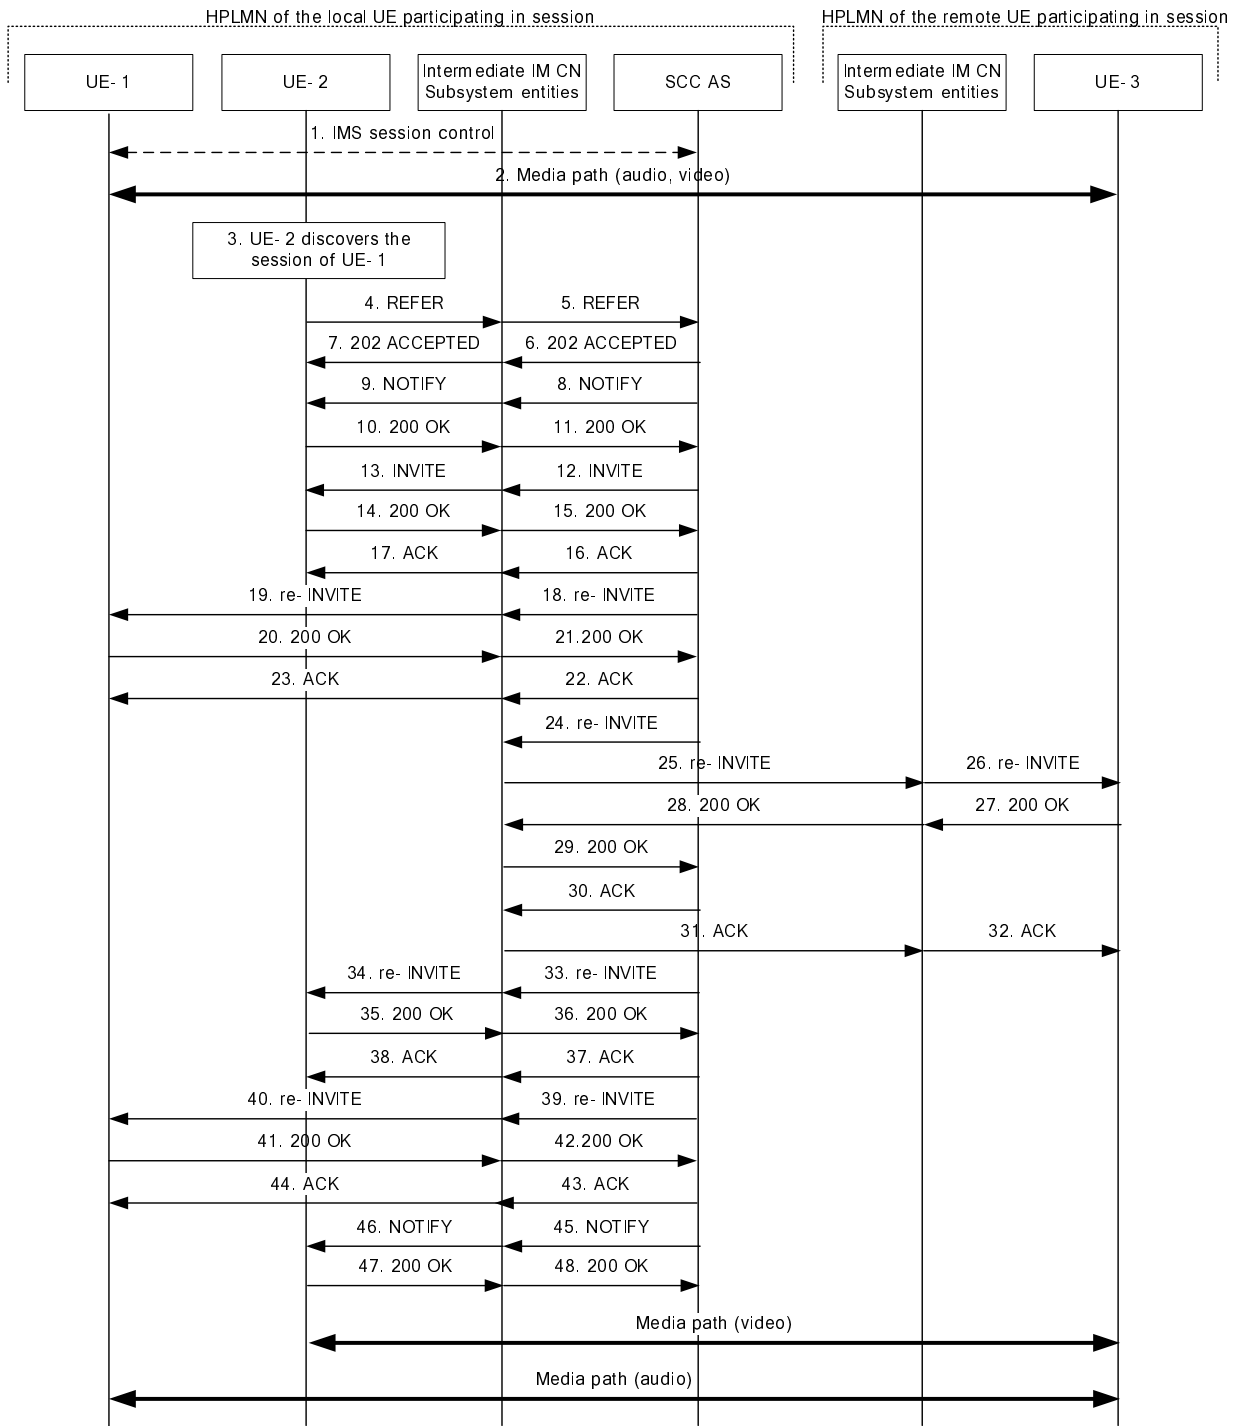 HPLMN of the local UE participating in session
HPLMN of the remote UE participating in session
UE- 1
UE- 2
Intermediate IM CN
Subsystem entities
SCC AS
Intermediate IM CN
Subsystem entities
UE- 3
1. IMS session control
2. Media path (audio, video)
3. UE- 2 discovers the
session of UE- 1
4. REFER
5. REFER
7. 202 ACCEPTED
6. 202 ACCEPTED
9. NOTIFY
8. NOTIFY
10. 200 OK
11. 200 OK
13. INVITE
12. INVITE
14. 200 OK
15. 200 OK
17. ACK
16. ACK
19. re- INVITE
18. re- INVITE
20. 200 OK
21.200 OK
23. ACK
22. ACK
24. re- INVITE
25. re- INVITE
26. re- INVITE
28. 200 OK
27. 200 OK
29. 200 OK
30. ACK
31. ACK
32. ACK
34. re- INVITE
33. re- INVITE
35. 200 OK
36. 200 OK
38. ACK
37. ACK
40. re- INVITE
39. re- INVITE
41. 200 OK
42.200 OK
44. ACK
43. ACK
46. NOTIFY
45. NOTIFY
47. 200 OK
48. 200 OK
Media path (video)
Media path (audio)